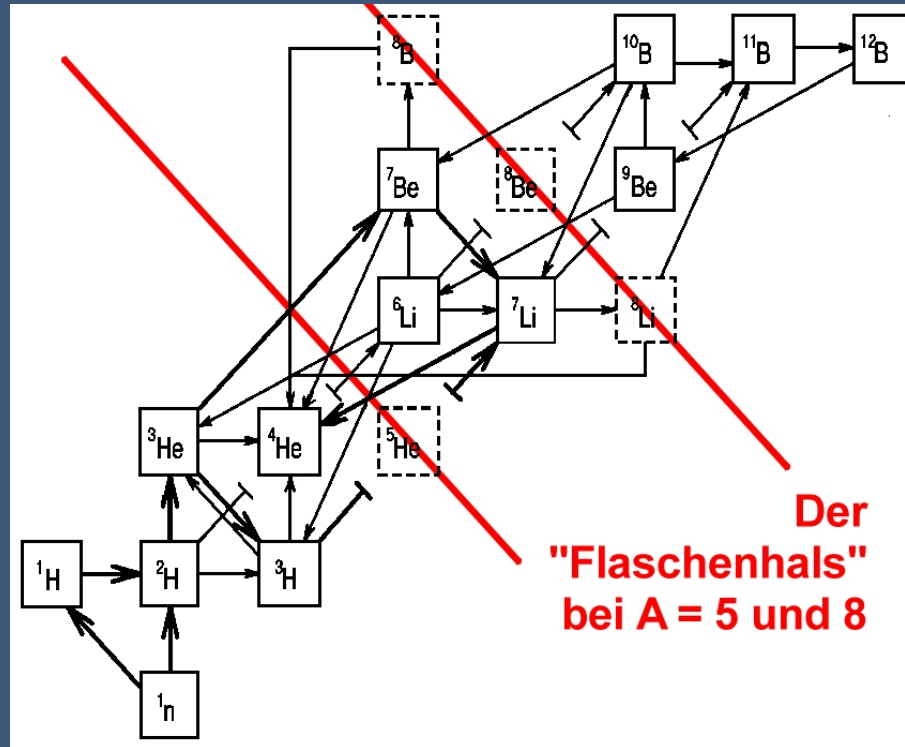 ⁸B
¹⁰B
¹¹B
¹²B
⁷Be
⁸Be
⁹Be
⁶Li
⁷Li
⁸Li
³He
⁴He
⁵He
Der
"Flaschenhals"
bei A = 5 und 8
¹H
²H
³H
¹n